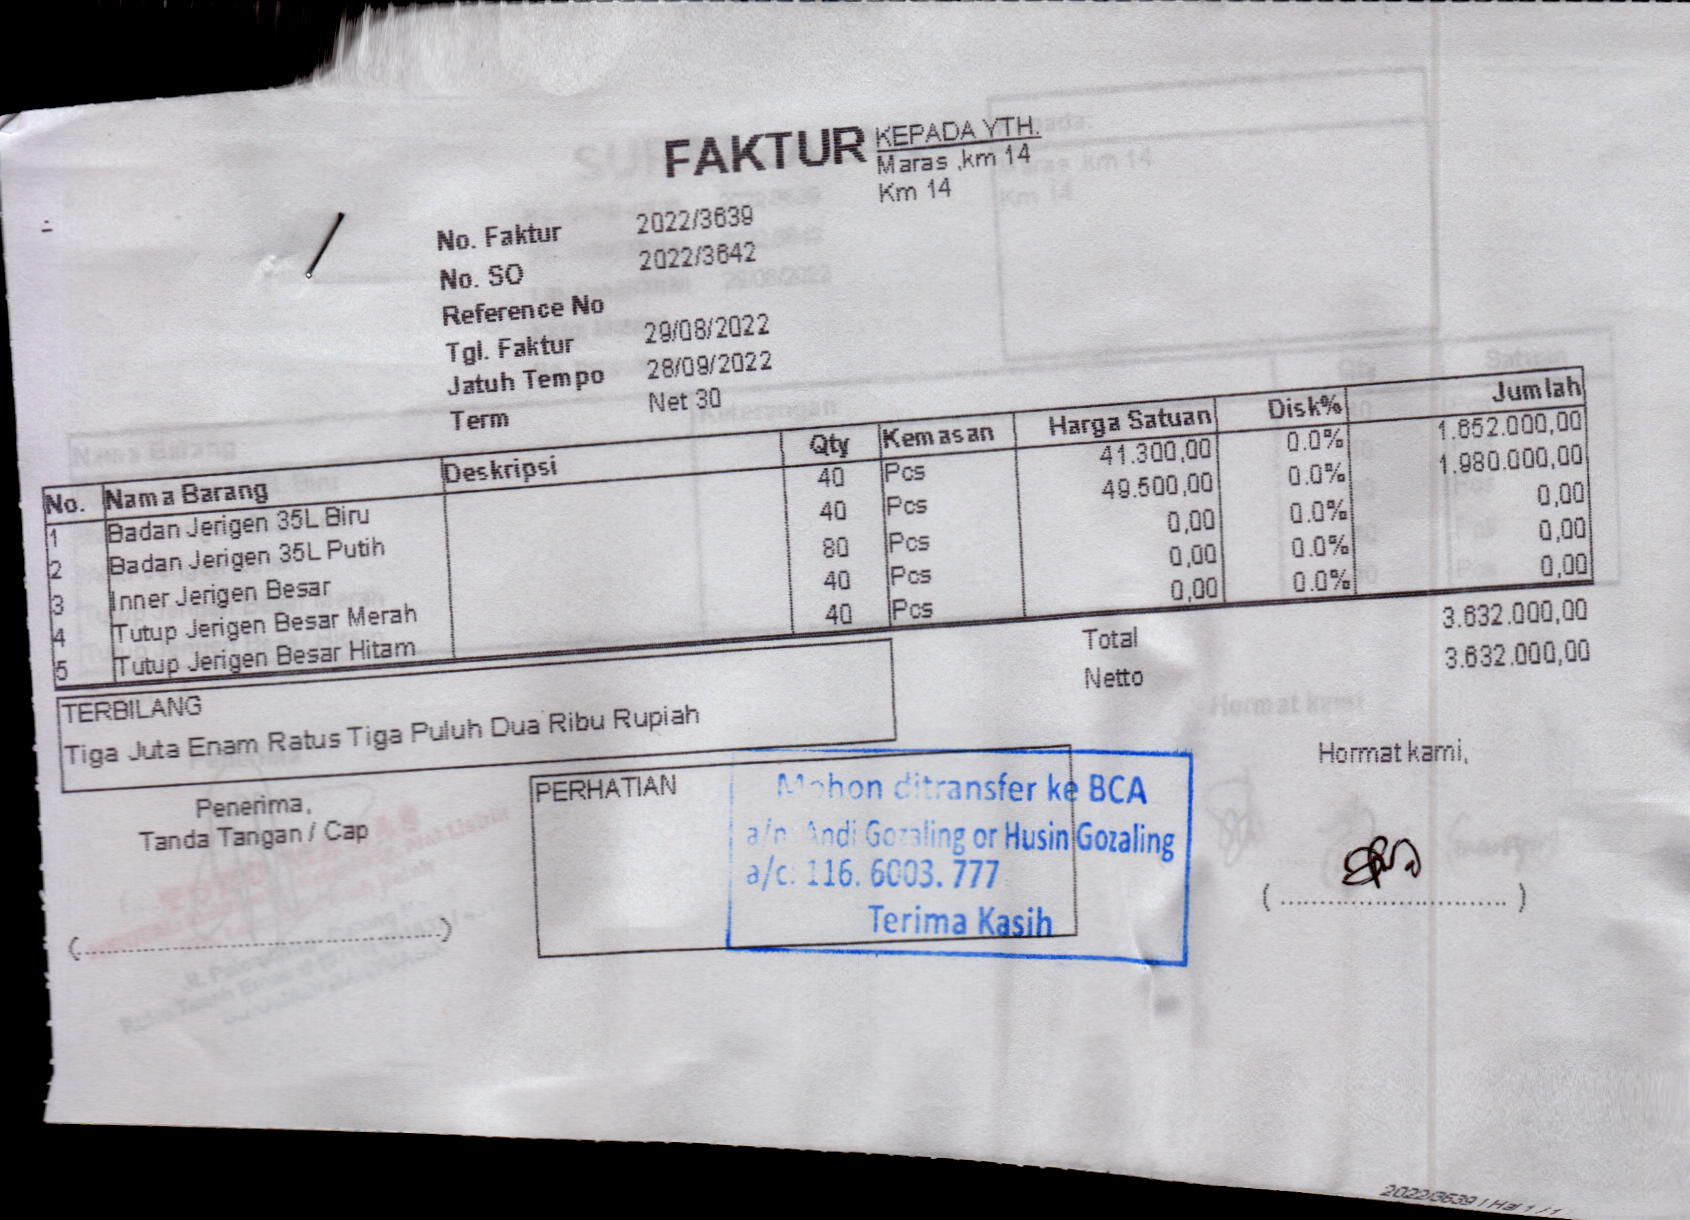 FAKTUR
KEPADA YTH.
Maras ,km 14
Km 14
No. Faktur 2022/3639
No. SO 2022/3642
Reference No
Tgl. Faktur 29/08/2022
Jatuh Tempo 28/09/2022
Term Net 30
No. Nama Barang Deskripsi Qty Kemasan Harga Satuan Disk% Jumlah
1 Badan Jerigen 35L Biru 40 Pcs 41.300,00 0.0% 1.652.000,00
2 Badan Jerigen 35L Putih 40 Pcs 49.500,00 0.0% 1.980.000,00
3 Inner Jerigen Besar 80 Pcs 0,00 0.0% 0,00
4 Tutup Jerigen Besar Merah 40 Pcs 0,00 0.0% 0,00
5 Tutup Jerigen Besar Hitam 40 Pcs 0,00 0.0% 0,00
Total 3.632.000,00
Netto 3.632.000,00
TERBILANG
Tiga Juta Enam Ratus Tiga Puluh Dua Ribu Rupiah
Penerima,
Tanda Tangan / Cap
(........................................)
PERHATIAN
Mohon ditransfer ke BCA
a/n. Andi Gozaling or Husin Gozaling
a/c. 116. 6003. 777
Terima Kasih
Hormat kami,
(..............................)
2022/3639 / Hal 1 / 1